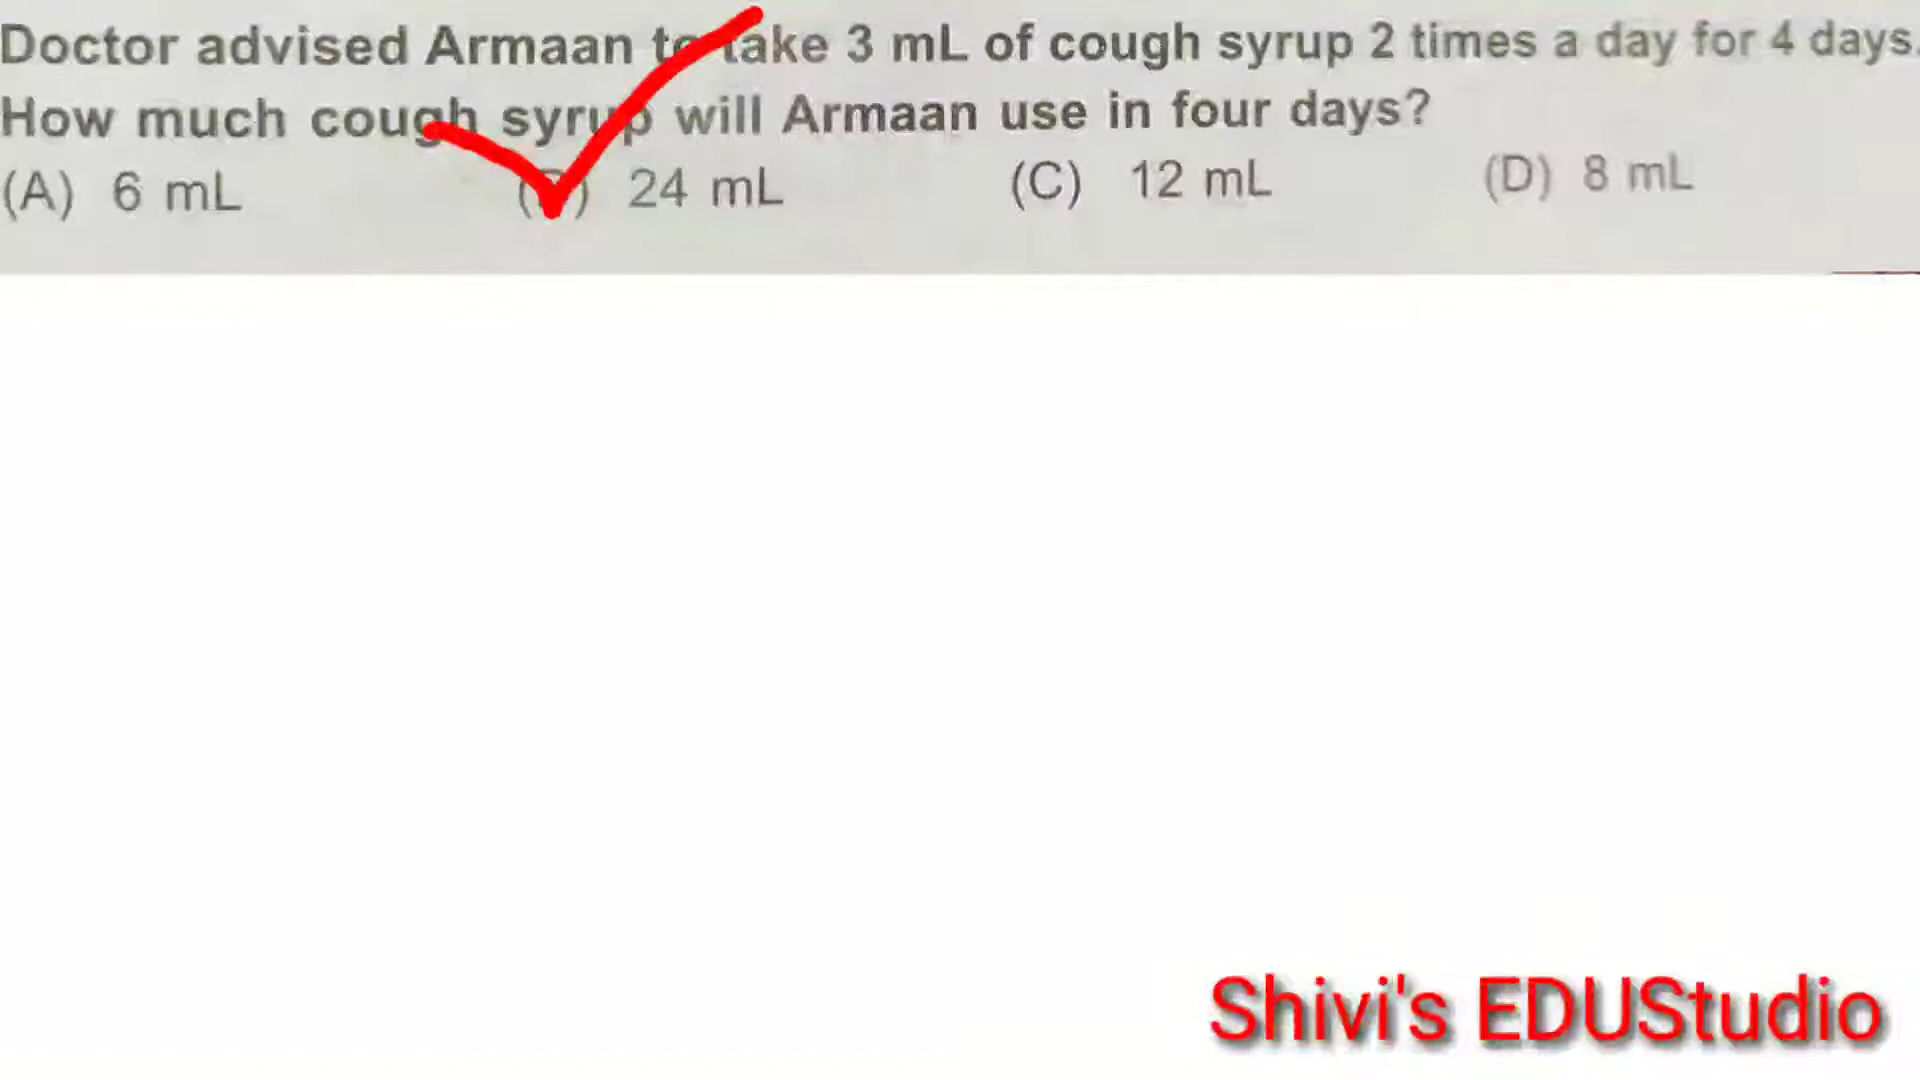 Doctor advised Armaan to take 3 mL of cough syrup 2 times a day for 4 days.
How much cough syrup will Armaan use in four days?
(A) 6 mL (B) 24 mL (C) 12 mL (D) 8 mL
Shivi's EDUStudio